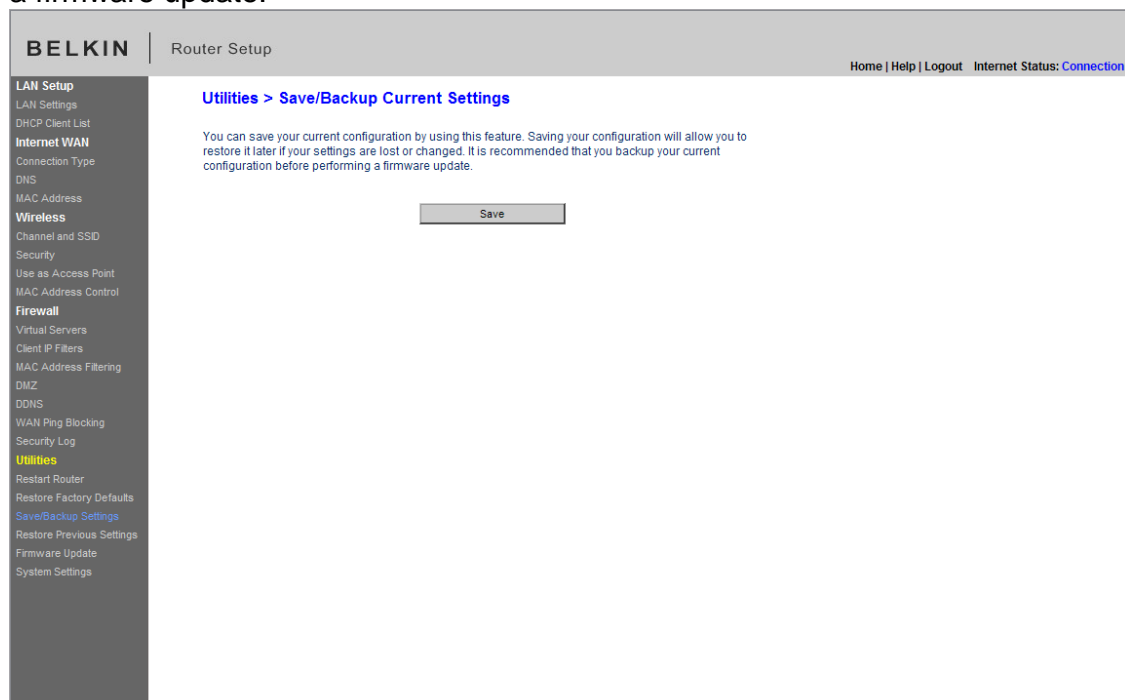 a firmware update.
BELKIN
Router Setup
Home | Help | Logout Internet Status: Connection
LAN Setup
LAN Settings
DHCP Client List
Internet WAN
Connection Type
DNS
MAC Address
Wireless
Channel and SSID
Security
Use as Access Point
MAC Address Control
Firewall
Virtual Servers
Client IP Filters
MAC Address Filtering
DMZ
DDNS
WAN Ping Blocking
Security Log
Utilities
Restart Router
Restore Factory Defaults
Save/Backup Settings
Restore Previous Settings
Firmware Update
System Settings
Utilities > Save/Backup Current Settings
You can save your current configuration by using this feature. Saving your configuration will allow you to
restore it later if your settings are lost or changed. It is recommended that you backup your current
configuration before performing a firmware update.
Save